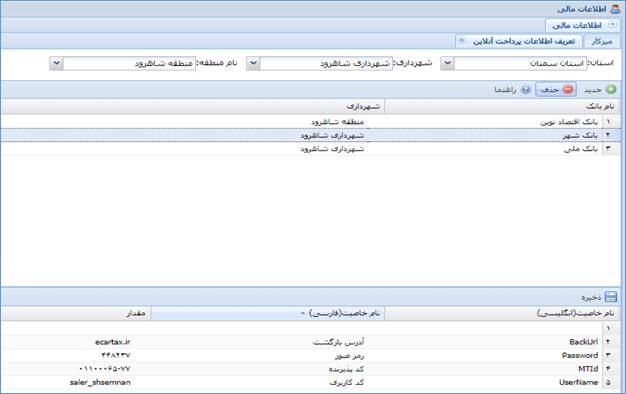 اطلاعات مالی
اطلاعات مالی
میزکار تعریف اطلاعات پرداخت آنلاین
استان: استان سمنان شهرداری: شهرداری شاهرود نام منطقه: منطقه شاهرود
جدید حذف راهنما
نام بانک شهرداری
۱ بانک اقتصاد نوین منطقه شاهرود
۲ بانک شهر شهرداری شاهرود
۳ بانک ملی شهرداری شاهرود
ذخیره
نام خاصیت(انگلیسی) نام خاصیت(فارسی) مقدار
۱
۲ BackUrl آدرس بازگشت ecartax.ir
۳ Password رمز عبور ۴۴۸۲۳۷
۴ MTId کد پذیرنده ۰۱۱۰۰۰۶۵-۷۷
۵ UserName کد کاربری saler_shsemnan